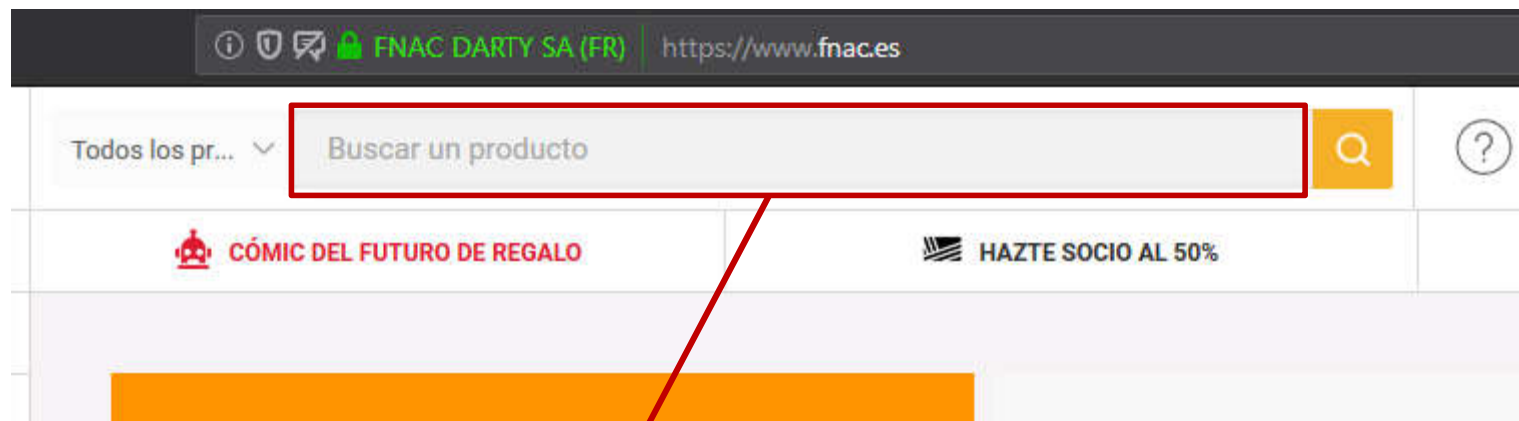 FNAC DARTY SA (FR) https://www.fnac.es
Todos los pr... Buscar un producto
CÓMIC DEL FUTURO DE REGALO HAZTE SOCIO AL 50%